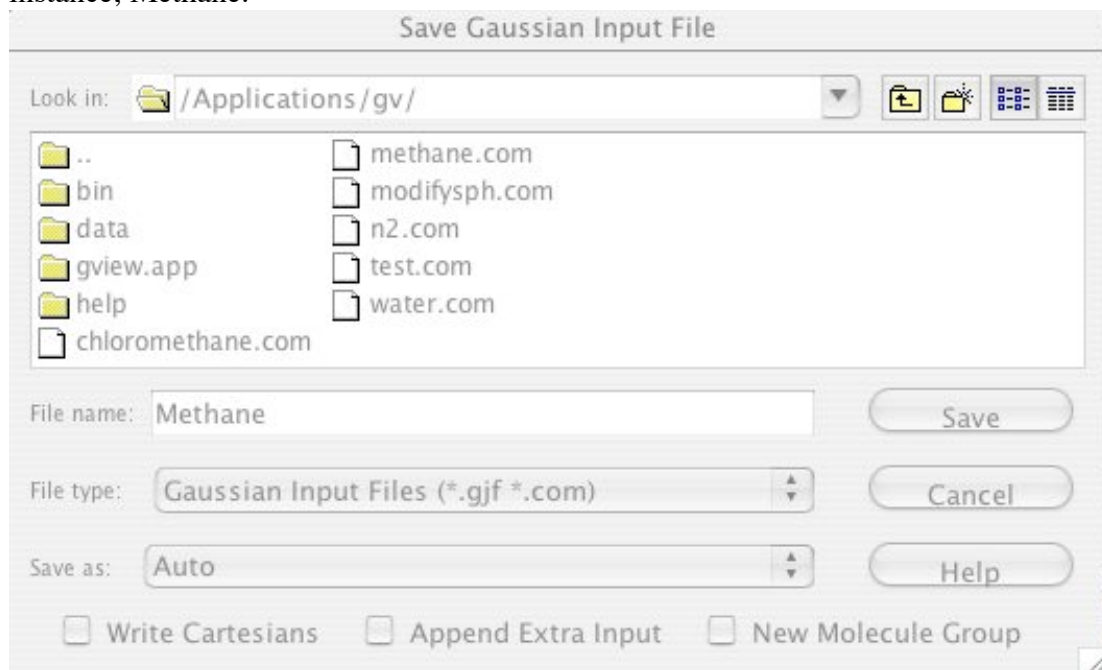 instance, Methane.
Save Gaussian Input File
Look in: /Applications/gv/
..
bin
data
gview.app
help
chloromethane.com
methane.com
modifysph.com
n2.com
test.com
water.com
File name: Methane
Save
File type: Gaussian Input Files (*.gjf *.com)
Cancel
Save as: Auto
Help
Write Cartesians Append Extra Input New Molecule Group